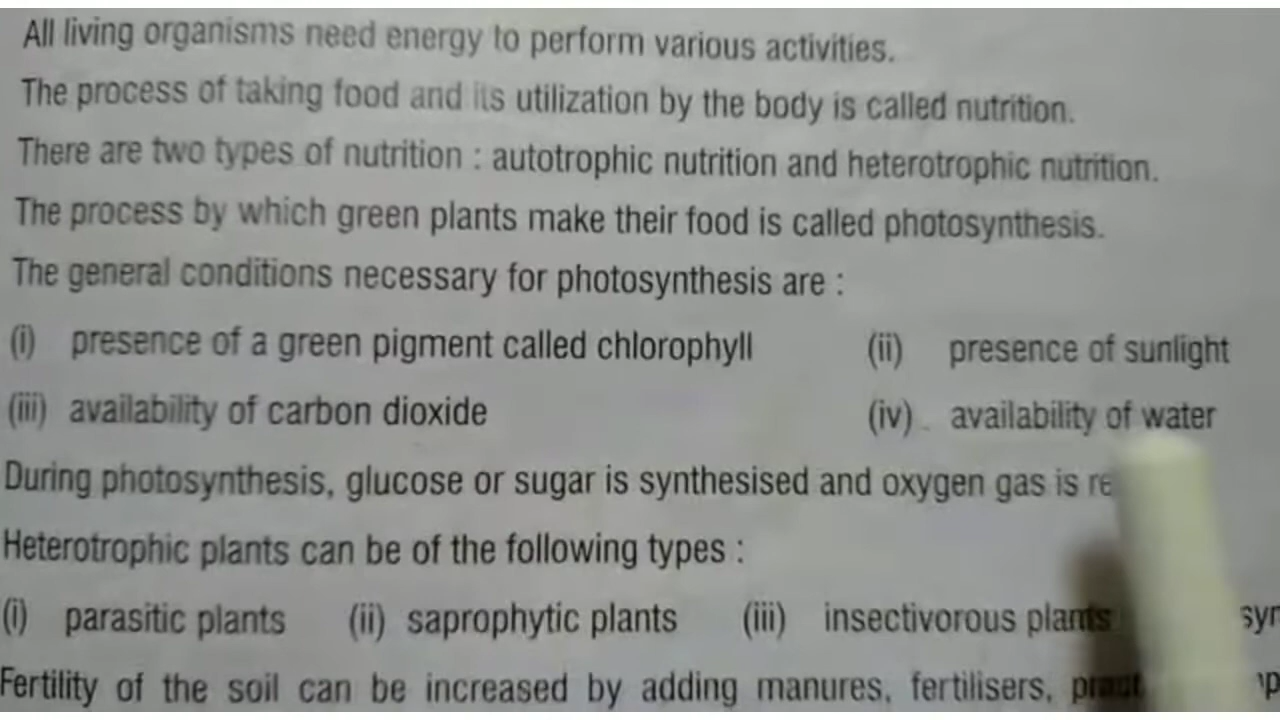 All living organisms need energy to perform various activities.
The process of taking food and its utilization by the body is called nutrition.
There are two types of nutrition : autotrophic nutrition and heterotrophic nutrition.
The process by which green plants make their food is called photosynthesis.
The general conditions necessary for photosynthesis are :
(i) presence of a green pigment called chlorophyll (ii) presence of sunlight
(iii) availability of carbon dioxide (iv) availability of water
During photosynthesis, glucose or sugar is synthesised and oxygen gas is
Heterotrophic plants can be of the following types :
(i) parasitic plants (ii) saprophytic plants (iii) insectivorous plants
Fertility of the soil can be increased by adding manures, fertilisers,